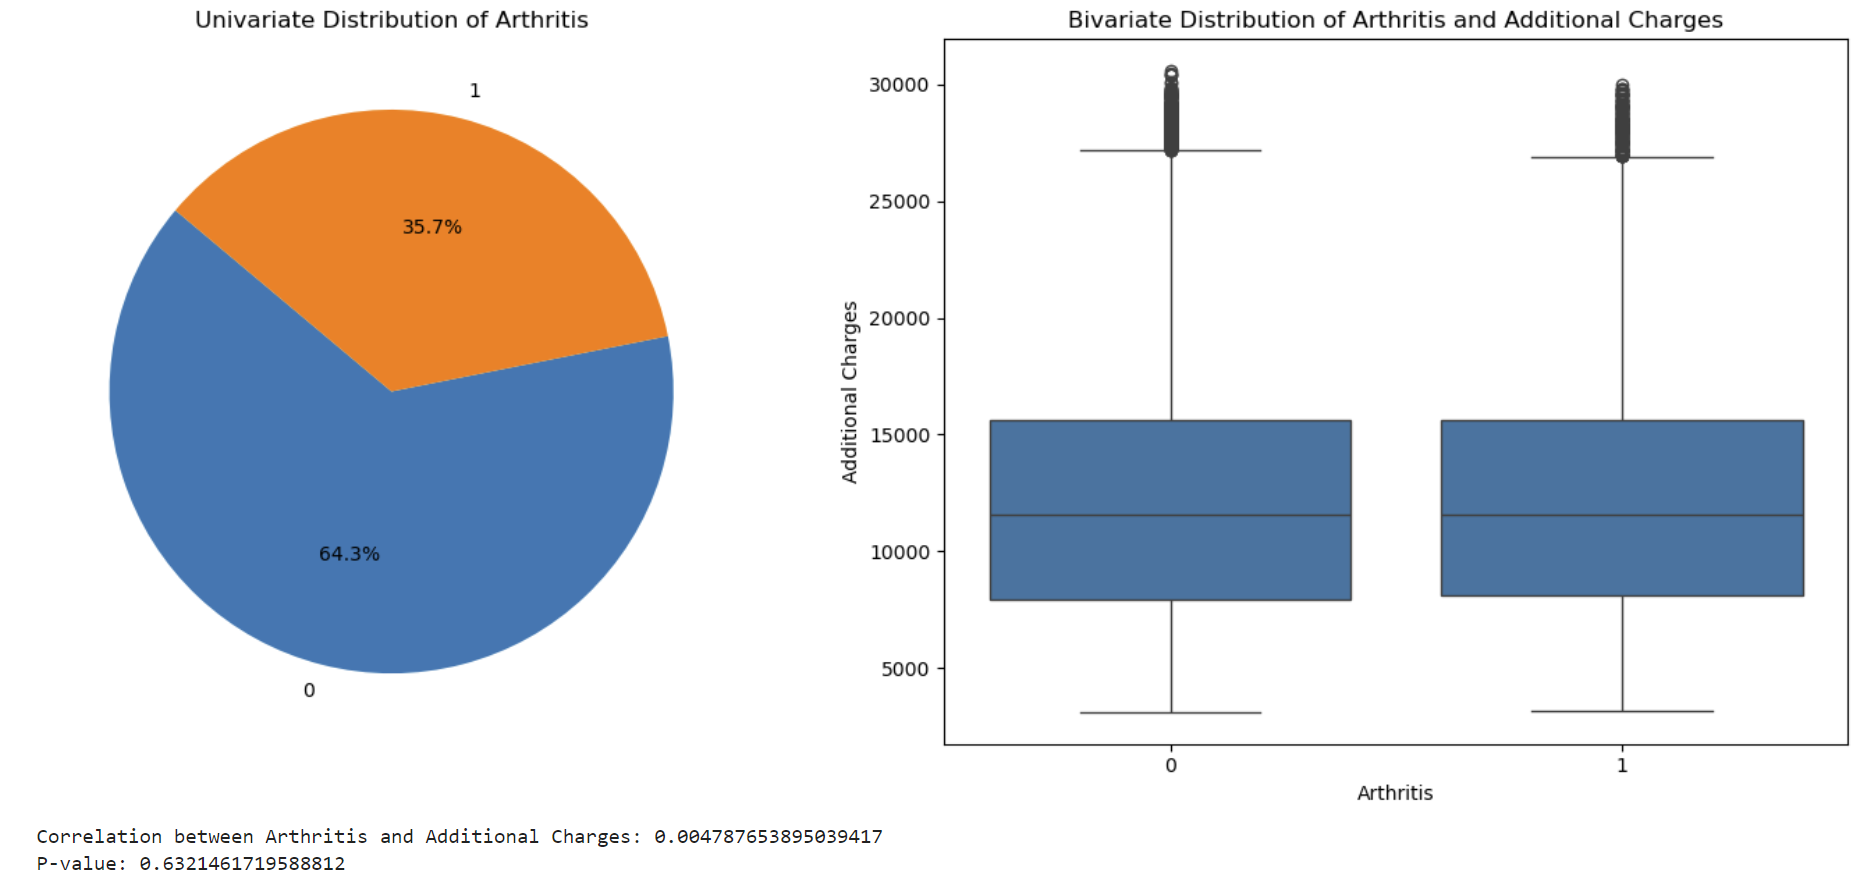 Univariate Distribution of Arthritis
1
35.7%
64.3%
0
Bivariate Distribution of Arthritis and Additional Charges
30000
25000
20000
15000
10000
5000
Additional Charges
0 1
Arthritis
Correlation between Arthritis and Additional Charges: 0.004787653895039417
P-value: 0.6321461719588812